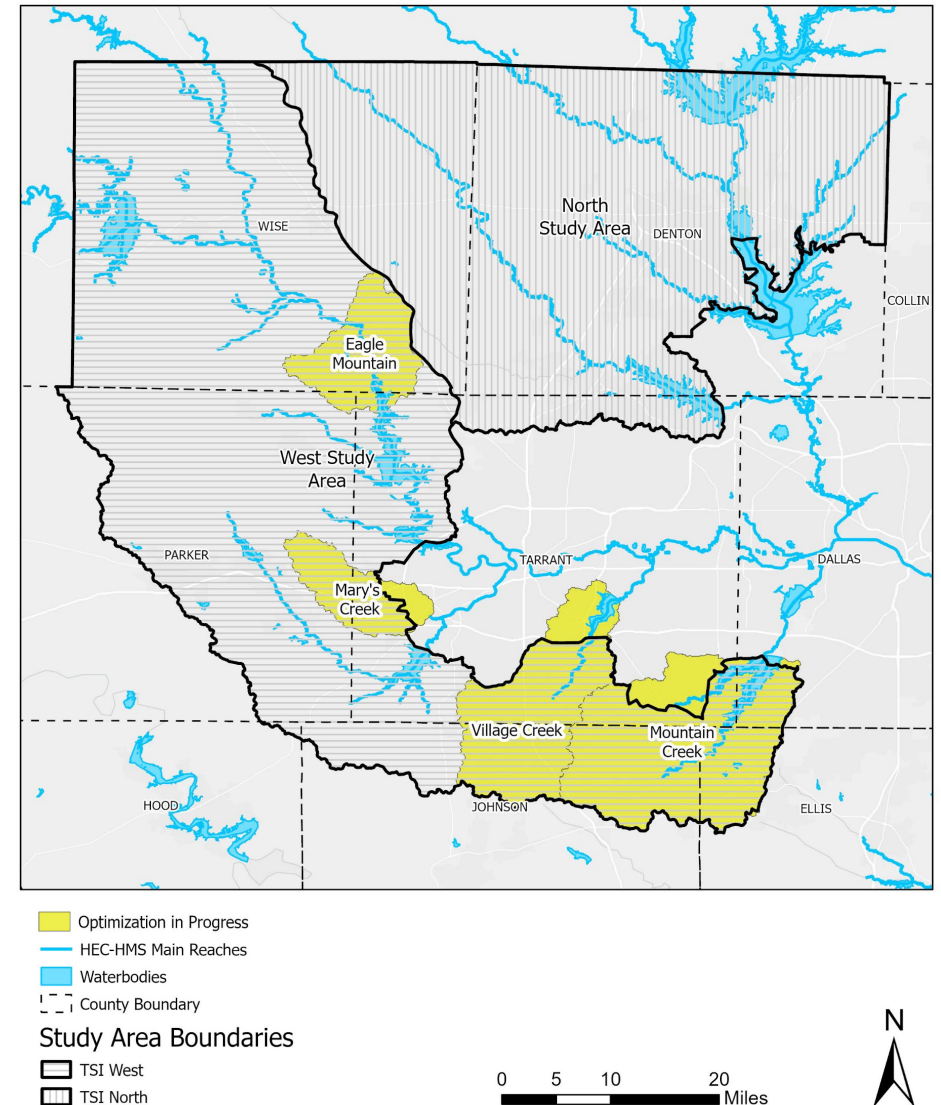 North
Study Area
DENTON
WISE
COLLIN
Eagle
Mountain
West Study
Area
PARKER
TARRANT
DALLAS
Mary's
Creek
Village Creek
Mountain
Creek
HOOD
JOHNSON
ELLIS
Optimization in Progress
HEC-HMS Main Reaches
Waterbodies
County Boundary
Study Area Boundaries
TSI West
TSI North
0 5 10 20
Miles
N